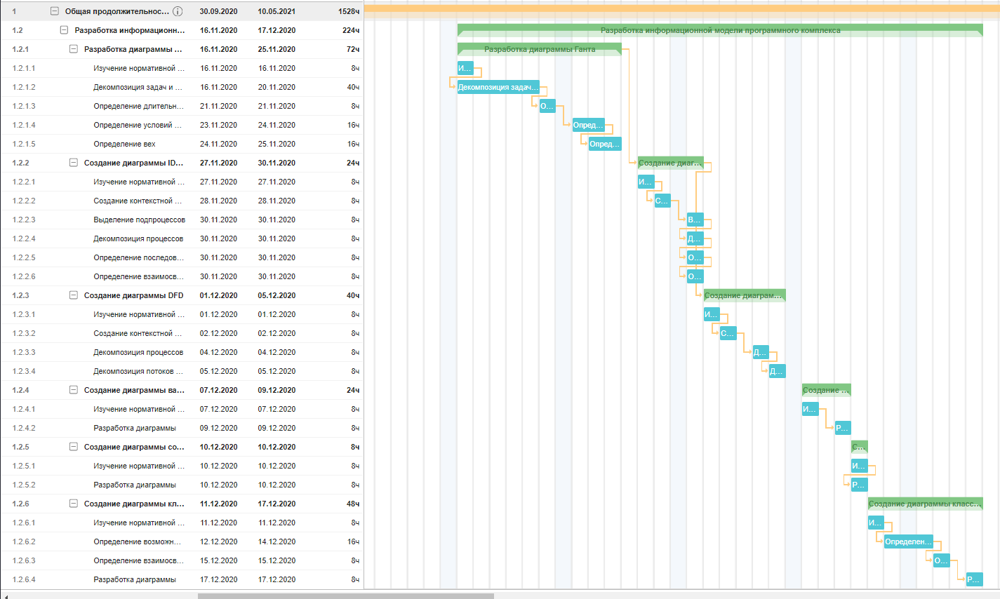 1 Общая продолжительнос... 30.09.2020 10.05.2021 1528ч
1.2 Разработка информационн... 16.11.2020 17.12.2020 224ч Разработка информационной модели программного комплекса
1.2.1 Разработка диаграммы ... 16.11.2020 25.11.2020 72ч Разработка диаграммы Ганта
1.2.1.1 Изучение нормативной ... 16.11.2020 16.11.2020 8ч И...
1.2.1.2 Декомпозиция задач и ... 16.11.2020 20.11.2020 40ч Декомпозиция задач...
1.2.1.3 Определение длительн... 21.11.2020 21.11.2020 8ч О...
1.2.1.4 Определение условий ... 23.11.2020 24.11.2020 16ч Опред...
1.2.1.5 Определение вех 24.11.2020 25.11.2020 16ч Опред...
1.2.2 Создание диаграммы ID... 27.11.2020 30.11.2020 24ч Создание диаг...
1.2.2.1 Изучение нормативной ... 27.11.2020 27.11.2020 8ч И...
1.2.2.2 Создание контекстной ... 28.11.2020 28.11.2020 8ч С...
1.2.2.3 Выделение подпроцессов 30.11.2020 30.11.2020 8ч В...
1.2.2.4 Декомпозиция процессов 30.11.2020 30.11.2020 8ч Д...
1.2.2.5 Определение последов... 30.11.2020 30.11.2020 8ч О...
1.2.2.6 Определение взаимосв... 30.11.2020 30.11.2020 8ч О...
1.2.3 Создание диаграммы DFD 01.12.2020 05.12.2020 40ч Создание диаграм...
1.2.3.1 Изучение нормативной ... 01.12.2020 01.12.2020 8ч И...
1.2.3.2 Создание контекстной ... 02.12.2020 02.12.2020 8ч С...
1.2.3.3 Декомпозиция процессов 04.12.2020 04.12.2020 8ч Д...
1.2.3.4 Декомпозиция потоков ... 05.12.2020 05.12.2020 8ч Д...
1.2.4 Создание диаграммы ва... 07.12.2020 09.12.2020 24ч Создание ...
1.2.4.1 Изучение нормативной ... 07.12.2020 07.12.2020 8ч И...
1.2.4.2 Разработка диаграммы 09.12.2020 09.12.2020 8ч Р...
1.2.5 Создание диаграммы со... 10.12.2020 10.12.2020 8ч С...
1.2.5.1 Изучение нормативной ... 10.12.2020 10.12.2020 8ч И...
1.2.5.2 Разработка диаграммы 10.12.2020 10.12.2020 8ч Р...
1.2.6 Создание диаграммы кл... 11.12.2020 17.12.2020 48ч Создание диаграммы класс...
1.2.6.1 Изучение нормативной ... 11.12.2020 11.12.2020 8ч И...
1.2.6.2 Определение возможн... 12.12.2020 14.12.2020 16ч Определен...
1.2.6.3 Определение взаимосв... 15.12.2020 15.12.2020 8ч О...
1.2.6.4 Разработка диаграммы 17.12.2020 17.12.2020 8ч Р...